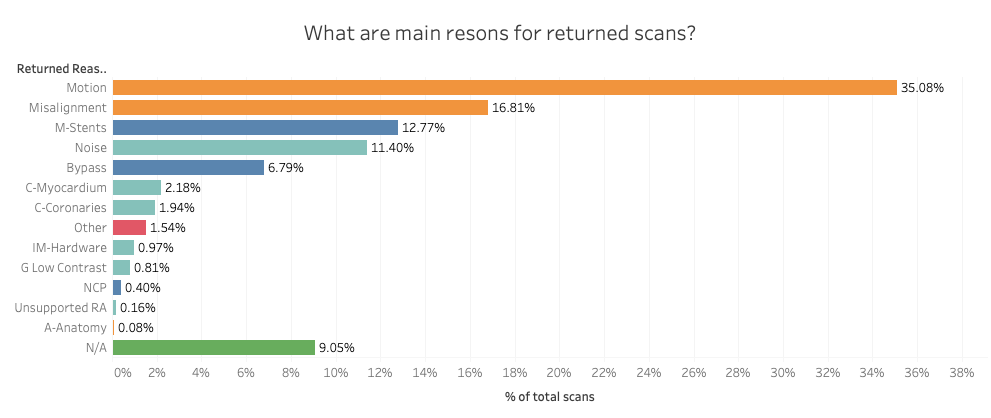 What are main resons for returned scans?
Returned Reas..
Motion 35.08%
Misalignment 16.81%
M-Stents 12.77%
Noise 11.40%
Bypass 6.79%
C-Myocardium 2.18%
C-Coronaries 1.94%
Other 1.54%
IM-Hardware 0.97%
G Low Contrast 0.81%
NCP 0.40%
Unsupported RA 0.16%
A-Anatomy 0.08%
N/A 9.05%
0% 2% 4% 6% 8% 10% 12% 14% 16% 18% 20% 22% 24% 26% 28% 30% 32% 34% 36% 38%
% of total scans